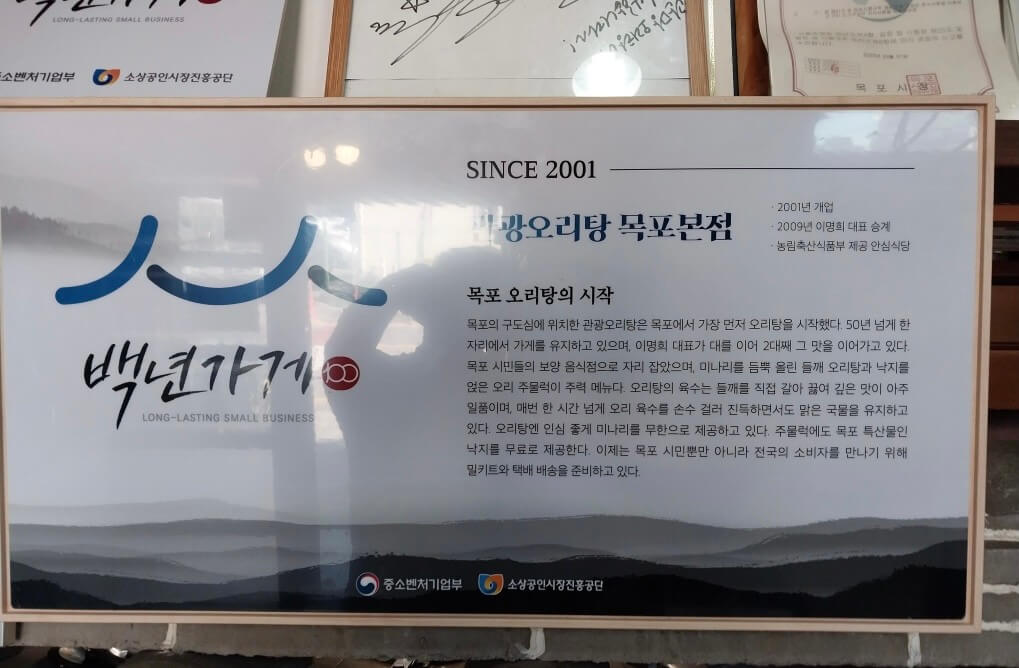 LONG-LASTING SMALL BUSINESS
소상공인시장진흥공단
목포시장
SINCE 2001
관광오리탕 목포본점
· 2001년 개업
· 2009년 이명희 대표 승계
· 농림축산식품부 제공 안심식당
목포 오리탕의 시작
목포의 구도심에 위치한 관광오리탕은 목포에서 가장 먼저 오리탕을 시작했다. 50년 넘게 한
자리에서 가게를 유지하고 있으며, 이명희 대표가 대를 이어 2대째 그 맛을 이어가고 있다.
목포 시민들의 보양 음식점으로 자리 잡았으며, 미나리를 듬뿍 올린 들깨 오리탕과 낙지를
얹은 오리 주물럭이 주력 메뉴다. 오리탕의 육수는 들깨를 직접 갈아 끓여 깊은 맛이 아주
일품이며, 매번 한 시간 넘게 오리 육수를 손수 걸러 진득하면서도 맑은 국물을 유지하고
있다. 오리탕엔 인심 좋게 미나리를 무한으로 제공하고 있다. 주물럭에도 목포 특산물인
낙지를 무료로 제공한다. 이제는 목포 시민뿐만 아니라 전국의 소비자를 만나기 위해
밀키트와 택배 배송을 준비하고 있다.
백년가게 100
LONG-LASTING SMALL BUSINESS
중소벤처기업부 소상공인시장진흥공단